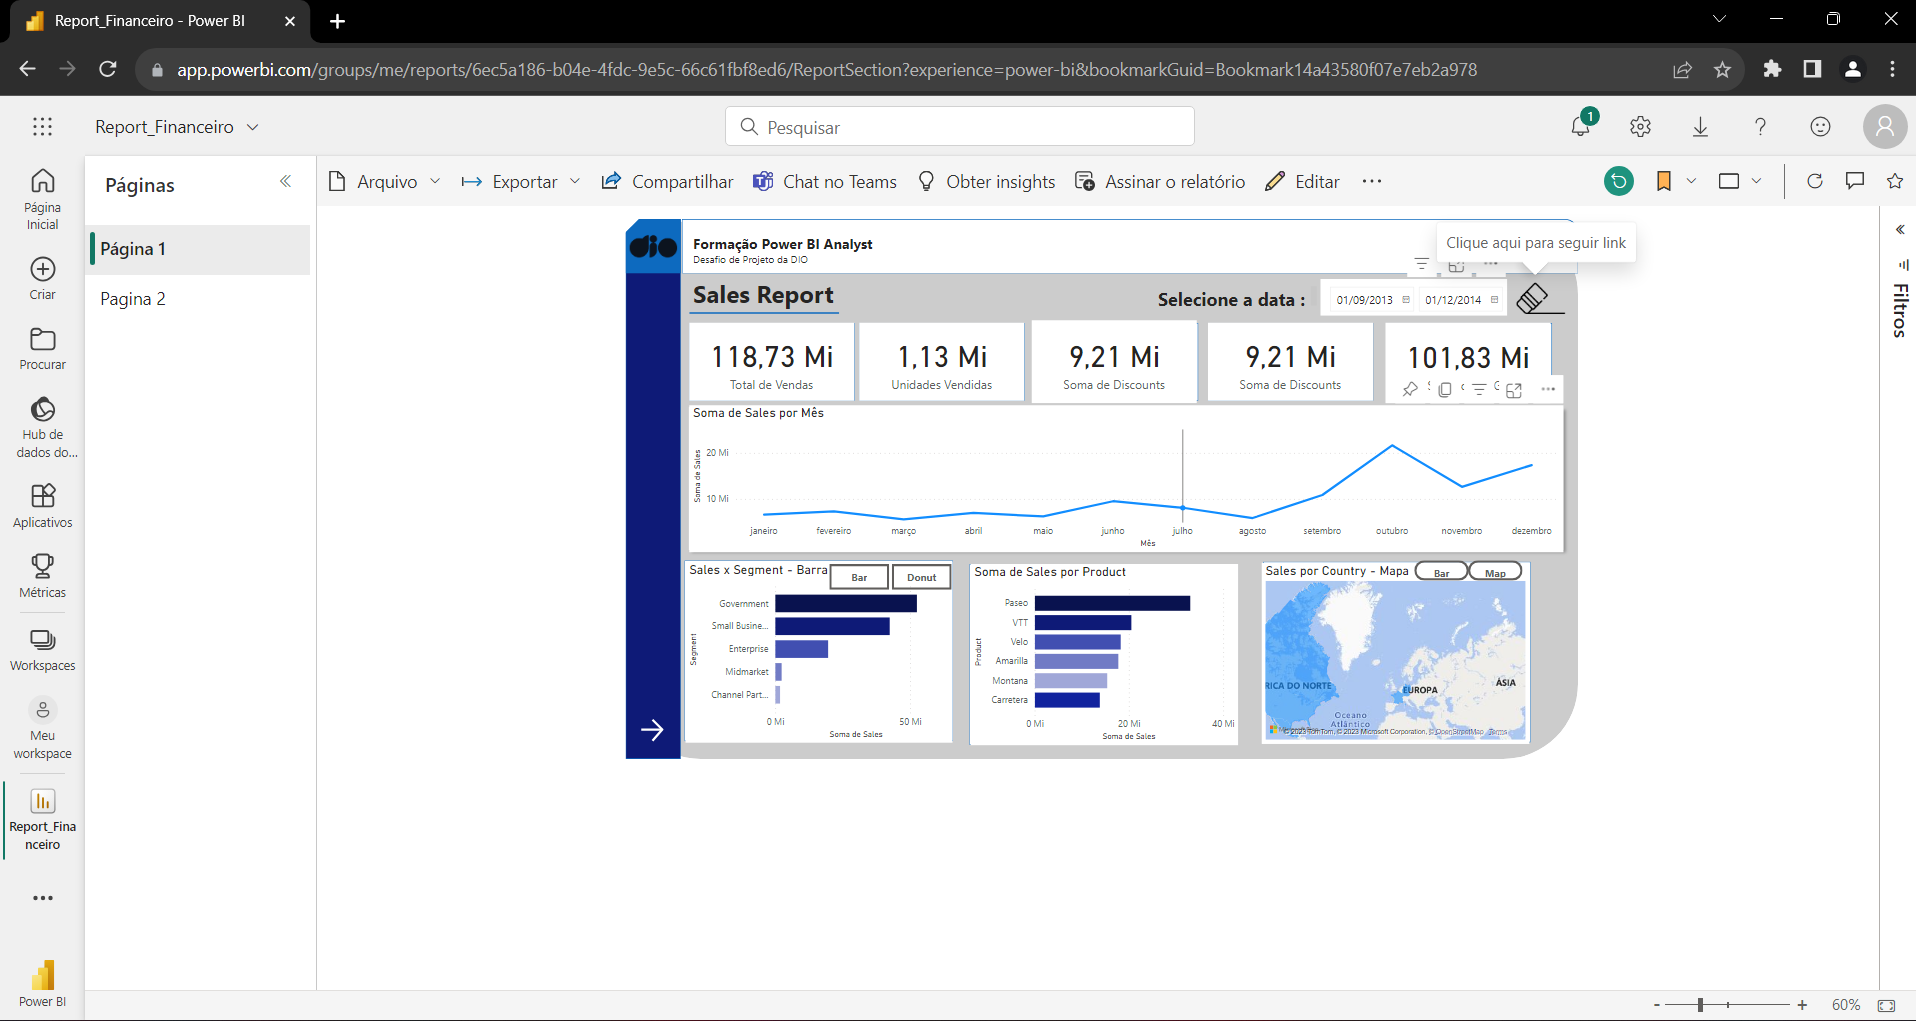 Report_Financeiro - Power BI
app.powerbi.com/groups/me/reports/6ec5a186-b04e-4fdc-9e5c-66c61fbf8ed6/ReportSection?experience=power-bi&bookmarkGuid=Bookmark14a43580f07e7eb2a978
Report_Financeiro
Pesquisar
1
Página
Inicial
Criar
Procurar
Hub de
dados do...
Aplicativos
Métricas
Workspaces
Meu
workspace
Report_Fina
nceiro
Power BI
Páginas
Página 1
Pagina 2
Arquivo
Exportar
Compartilhar
Chat no Teams
Obter insights
Assinar o relatório
Editar
Filtros
dio
Formação Power BI Analyst
Desafio de Projeto da DIO
Clique aqui para seguir link
Sales Report
Selecione a data :
01/09/2013
01/12/2014
118,73 Mi
Total de Vendas
1,13 Mi
Unidades Vendidas
9,21 Mi
Soma de Discounts
9,21 Mi
Soma de Discounts
101,83 Mi
Soma de Sales por Mês
Soma de Sales
20 Mi
10 Mi
janeiro
fevereiro
março
abril
maio
junho
julho
agosto
setembro
outubro
novembro
dezembro
Mês
Sales x Segment - Barra
Bar
Donut
Segment
Government
Small Busine...
Enterprise
Midmarket
Channel Part...
0 Mi
50 Mi
Soma de Sales
Soma de Sales por Product
Product
Paseo
VTT
Velo
Amarilla
Montana
Carretera
0 Mi
20 Mi
40 Mi
Soma de Sales
Sales por Country - Mapa
Bar
Map
RICA DO NORTE
EUROPA
ÁSIA
Oceano
Atlântico
© 2023 TomTom, © 2023 Microsoft Corporation, © OpenStreetMap Terms
60%